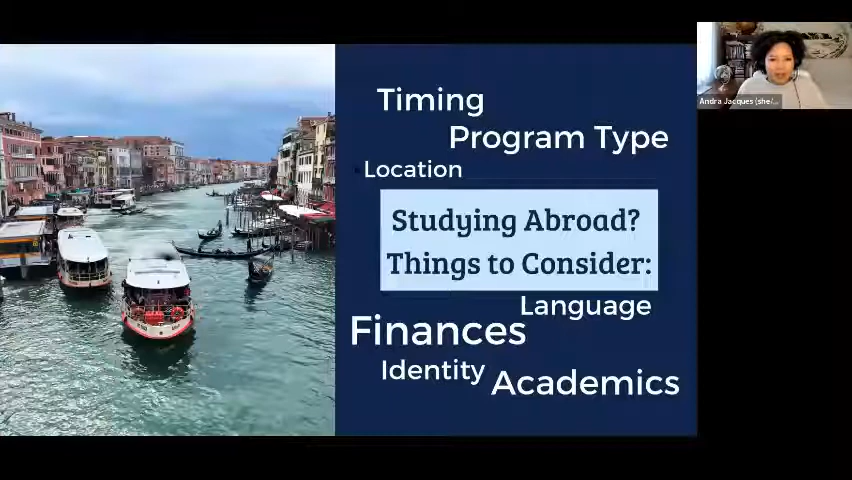 Timing
Program Type
Location
Studying Abroad?
Things to Consider:
Language
Finances
Identity
Academics
Andra Jacques (she/...